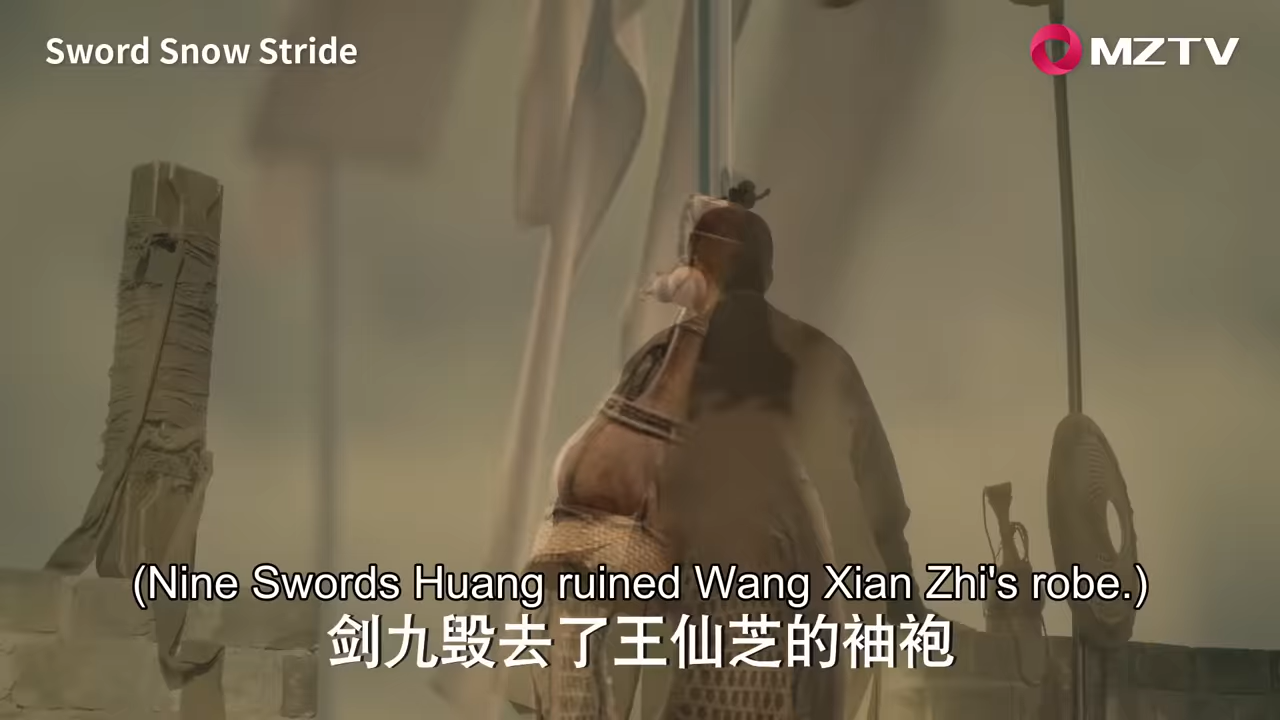 Sword Snow Stride
MZTV
(Nine Swords Huang ruined Wang Xian Zhi's robe.)
剑九毁去了王仙芝的袖袍